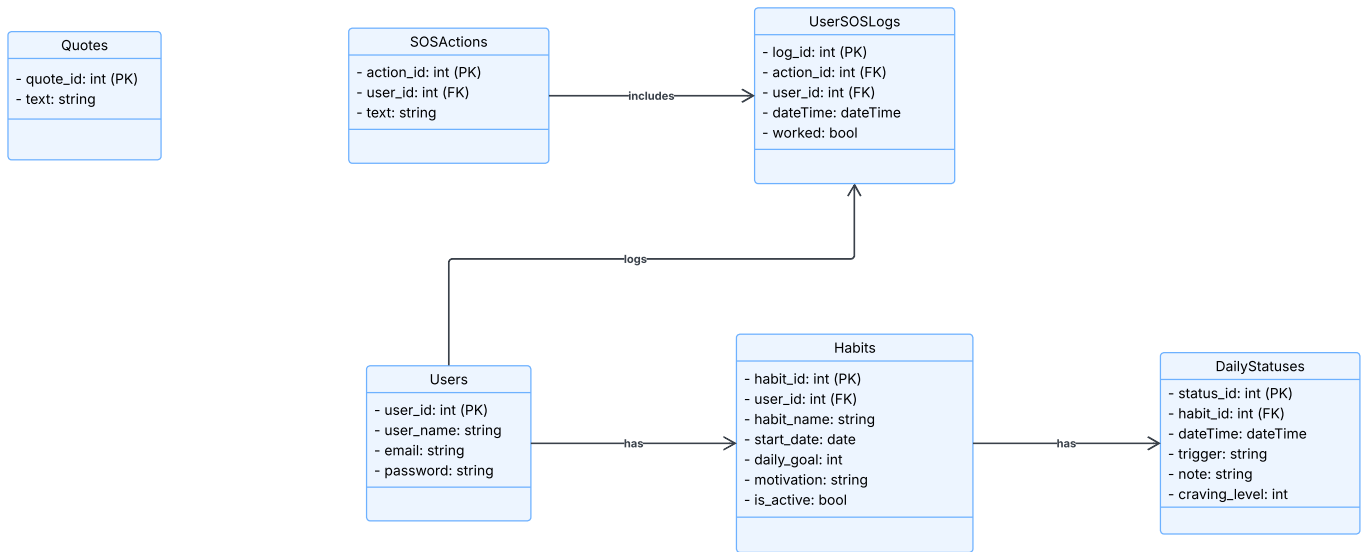 Quotes
- quote_id: int (PK)
- text: string
SOSActions
- action_id: int (PK)
- user_id: int (FK)
- text: string
includes
UserSOSLogs
- log_id: int (PK)
- action_id: int (FK)
- user_id: int (FK)
- dateTime: dateTime
- worked: bool
logs
Users
- user_id: int (PK)
- user_name: string
- email: string
- password: string
has
Habits
- habit_id: int (PK)
- user_id: int (FK)
- habit_name: string
- start_date: date
- daily_goal: int
- motivation: string
- is_active: bool
has
DailyStatuses
- status_id: int (PK)
- habit_id: int (FK)
- dateTime: dateTime
- trigger: string
- note: string
- craving_level: int